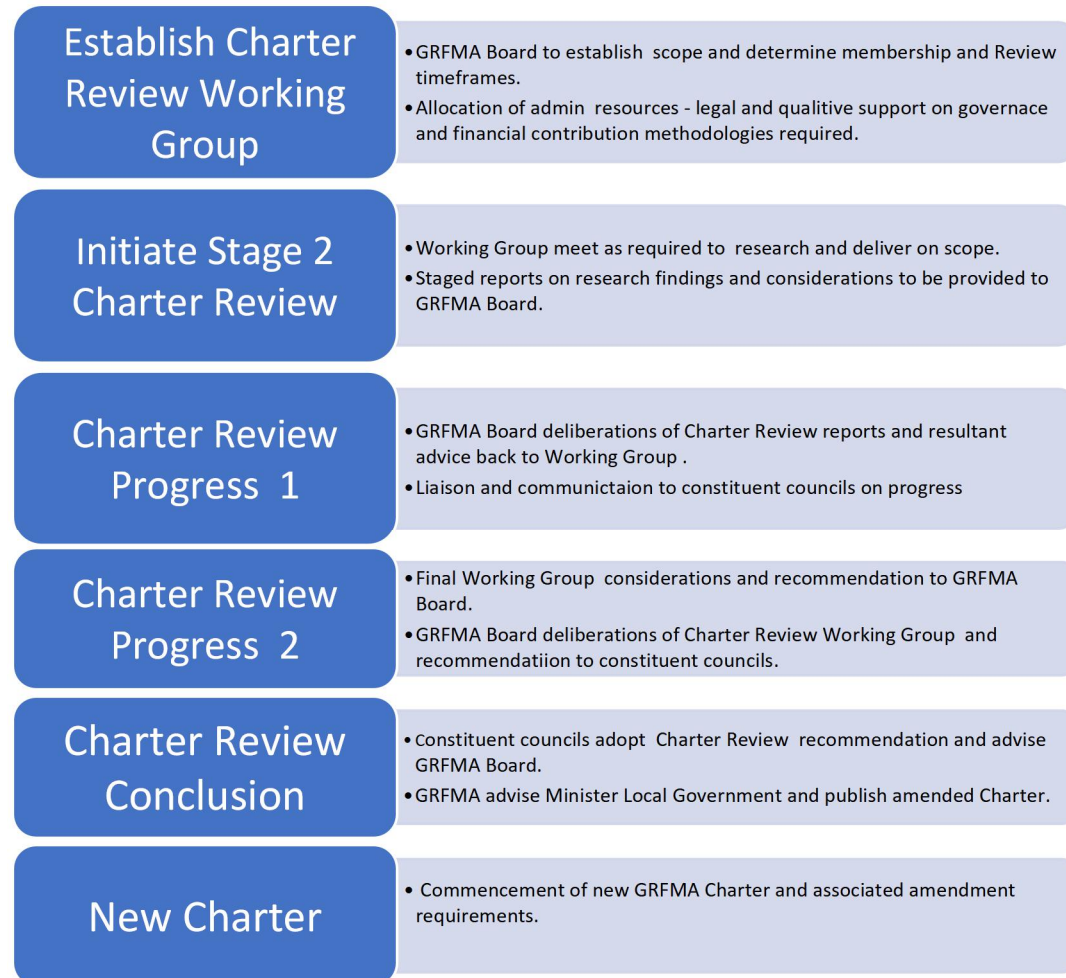 Establish Charter
Review Working
Group
•GRFMA Board to establish scope and determine membership and Review
timeframes.
•Allocation of admin resources - legal and qualitive support on governace
and financial contribution methodologies required.
Initiate Stage 2
Charter Review
•Working Group meet as required to research and deliver on scope.
•Staged reports on research findings and considerations to be provided to
GRFMA Board.
Charter Review
Progress 1
•GRFMA Board deliberations of Charter Review reports and resultant
advice back to Working Group .
•Liaison and communictaion to constituent councils on progress
Charter Review
Progress 2
•Final Working Group considerations and recommendation to GRFMA
Board.
•GRFMA Board deliberations of Charter Review Working Group and
recommendatiion to constituent councils.
Charter Review
Conclusion
•Constituent councils adopt Charter Review recommendation and advise
GRFMA Board.
•GRFMA advise Minister Local Government and publish amended Charter.
New Charter
• Commencement of new GRFMA Charter and associated amendment
requirements.